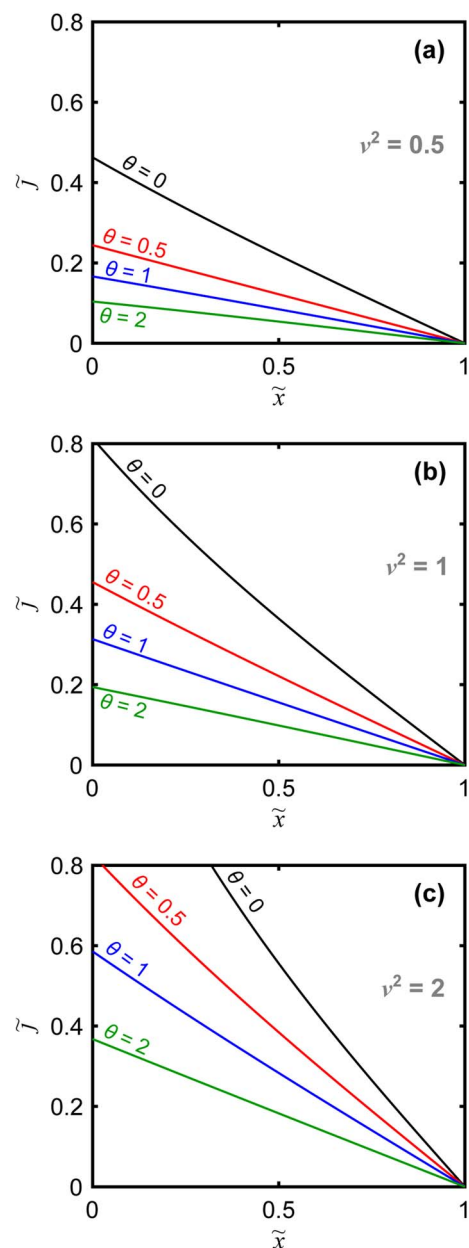 (a)
ν² = 0.5
0.8
0.6
0.4
0.2
0
j̃
θ = 0
θ = 0.5
θ = 1
θ = 2
0
0.5
1
x̃
(b)
ν² = 1
0.8
0.6
0.4
0.2
0
j̃
θ = 0
θ = 0.5
θ = 1
θ = 2
0
0.5
1
x̃
(c)
ν² = 2
0.8
0.6
0.4
0.2
0
j̃
θ = 0
θ = 0.5
θ = 1
θ = 2
0
0.5
1
x̃